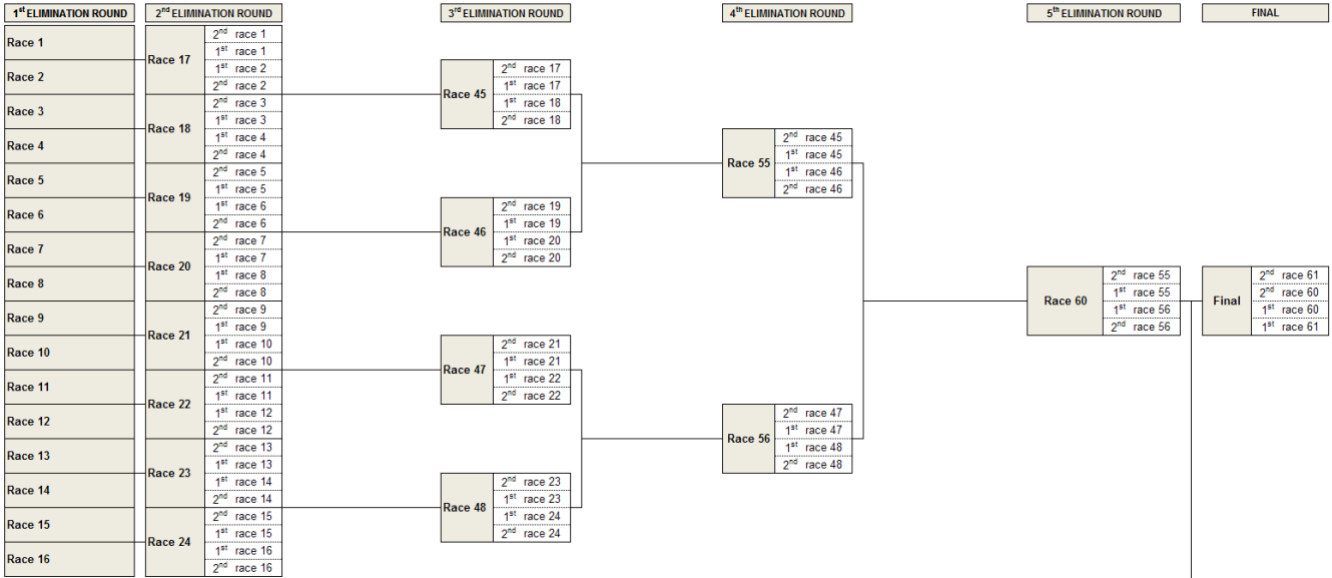 1st ELIMINATION ROUND
2nd ELIMINATION ROUND
3rd ELIMINATION ROUND
4th ELIMINATION ROUND
5th ELIMINATION ROUND
FINAL
Race 1
Race 2
Race 3
Race 4
Race 5
Race 6
Race 7
Race 8
Race 9
Race 10
Race 11
Race 12
Race 13
Race 14
Race 15
Race 16
Race 17
2nd race 1
1st race 1
1st race 2
2nd race 2
Race 18
2nd race 3
1st race 3
1st race 4
2nd race 4
Race 19
2nd race 5
1st race 5
1st race 6
2nd race 6
Race 20
2nd race 7
1st race 7
1st race 8
2nd race 8
Race 21
2nd race 9
1st race 9
1st race 10
2nd race 10
Race 22
2nd race 11
1st race 11
1st race 12
2nd race 12
Race 23
2nd race 13
1st race 13
1st race 14
2nd race 14
Race 24
2nd race 15
1st race 15
1st race 16
2nd race 16
Race 45
2nd race 17
1st race 17
1st race 18
2nd race 18
Race 46
2nd race 19
1st race 19
1st race 20
2nd race 20
Race 47
2nd race 21
1st race 21
1st race 22
2nd race 22
Race 48
2nd race 23
1st race 23
1st race 24
2nd race 24
Race 55
2nd race 45
1st race 45
1st race 46
2nd race 46
Race 56
2nd race 47
1st race 47
1st race 48
2nd race 48
Race 60
2nd race 55
1st race 55
1st race 56
2nd race 56
Final
2nd race 61
2nd race 60
1st race 60
1st race 61